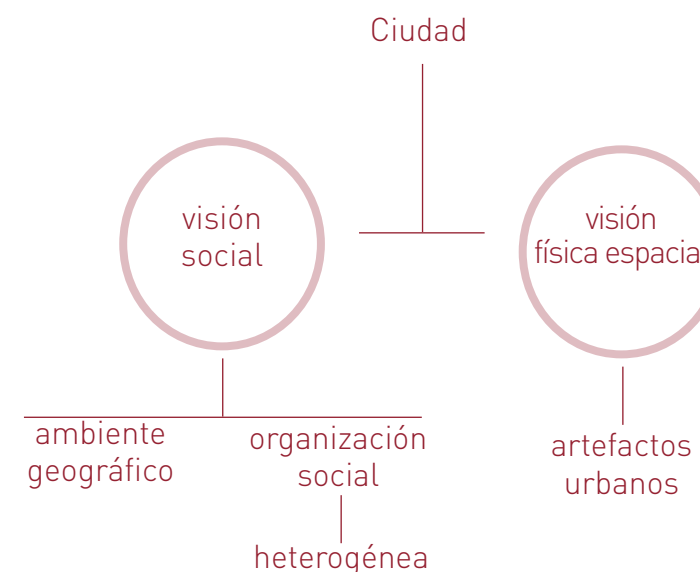 Ciudad
visión
social
visión
física espacia
ambiente
geográfico
organización
social
artefactos
urbanos
heterogénea